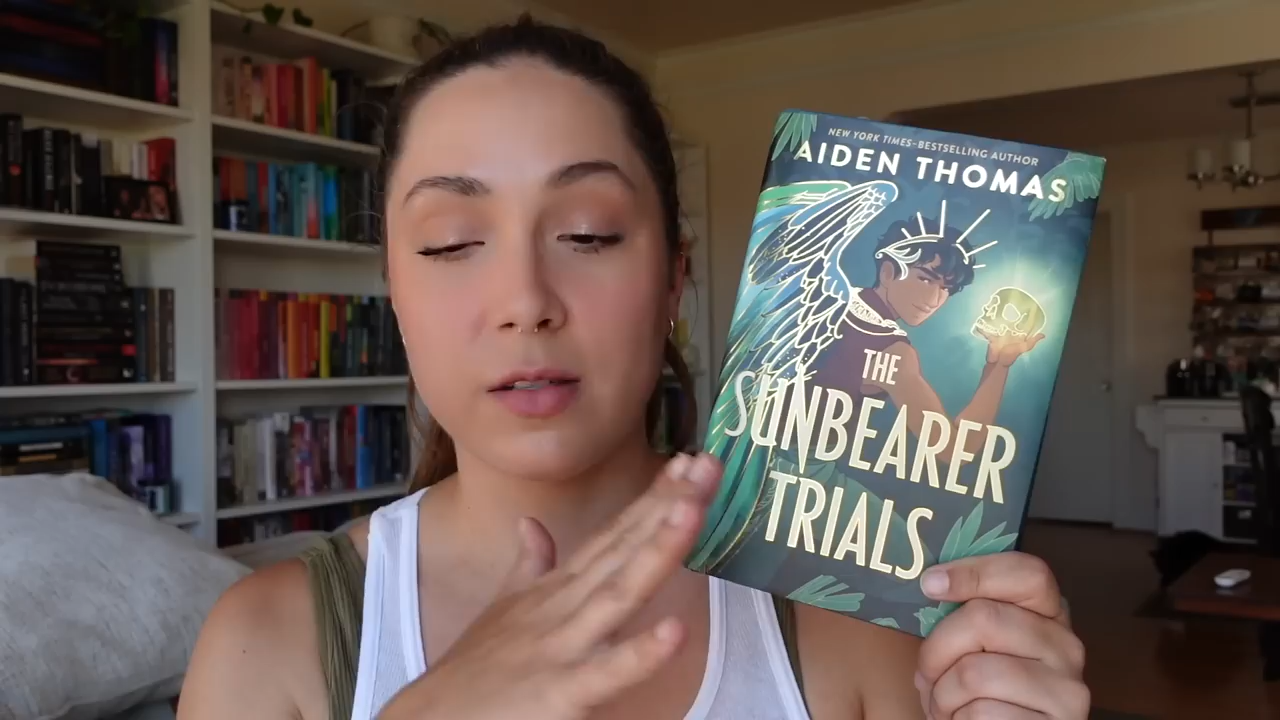 NEW YORK TIMES-BESTSELLING AUTHOR
AIDEN THOMAS
THE
SUNBEARER
TRIALS